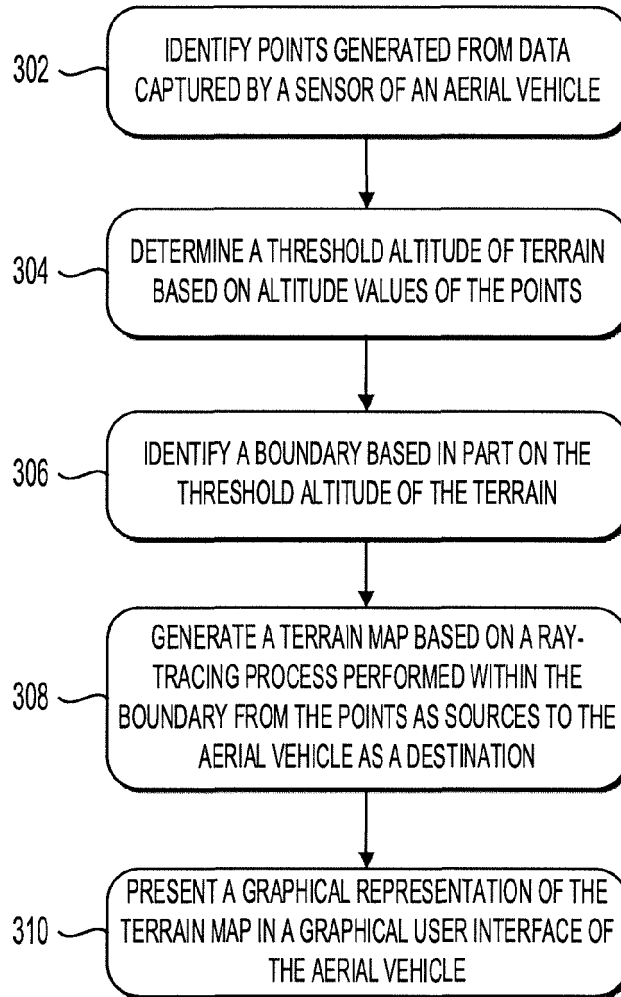 302
IDENTIFY POINTS GENERATED FROM DATA
CAPTURED BY A SENSOR OF AN AERIAL VEHICLE
304
DETERMINE A THRESHOLD ALTITUDE OF TERRAIN
BASED ON ALTITUDE VALUES OF THE POINTS
306
IDENTIFY A BOUNDARY BASED IN PART ON THE
THRESHOLD ALTITUDE OF THE TERRAIN
308
GENERATE A TERRAIN MAP BASED ON A RAY-
TRACING PROCESS PERFORMED WITHIN THE
BOUNDARY FROM THE POINTS AS SOURCES TO THE
AERIAL VEHICLE AS A DESTINATION
310
PRESENT A GRAPHICAL REPRESENTATION OF THE
TERRAIN MAP IN A GRAPHICAL USER INTERFACE OF
THE AERIAL VEHICLE